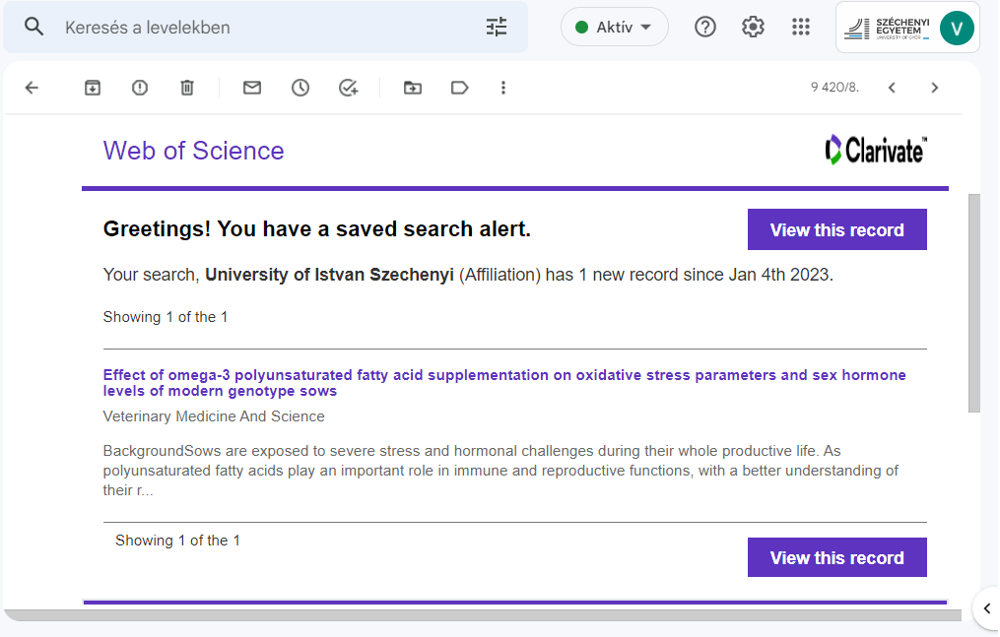 Keresés a levelekben
Aktív
SZÉCHENYI
EGYETEM
UNIVERSITY OF GYŐR
V
9 420/8.
Web of Science
Clarivate™
Greetings! You have a saved search alert.
View this record
Your search, University of Istvan Szechenyi (Affiliation) has 1 new record since Jan 4th 2023.
Showing 1 of the 1
Effect of omega-3 polyunsaturated fatty acid supplementation on oxidative stress parameters and sex hormone
levels of modern genotype sows
Veterinary Medicine And Science
BackgroundSows are exposed to severe stress and hormonal challenges during their whole productive life. As
polyunsaturated fatty acids play an important role in immune and reproductive functions, with a better understanding of
their r...
Showing 1 of the 1
View this record